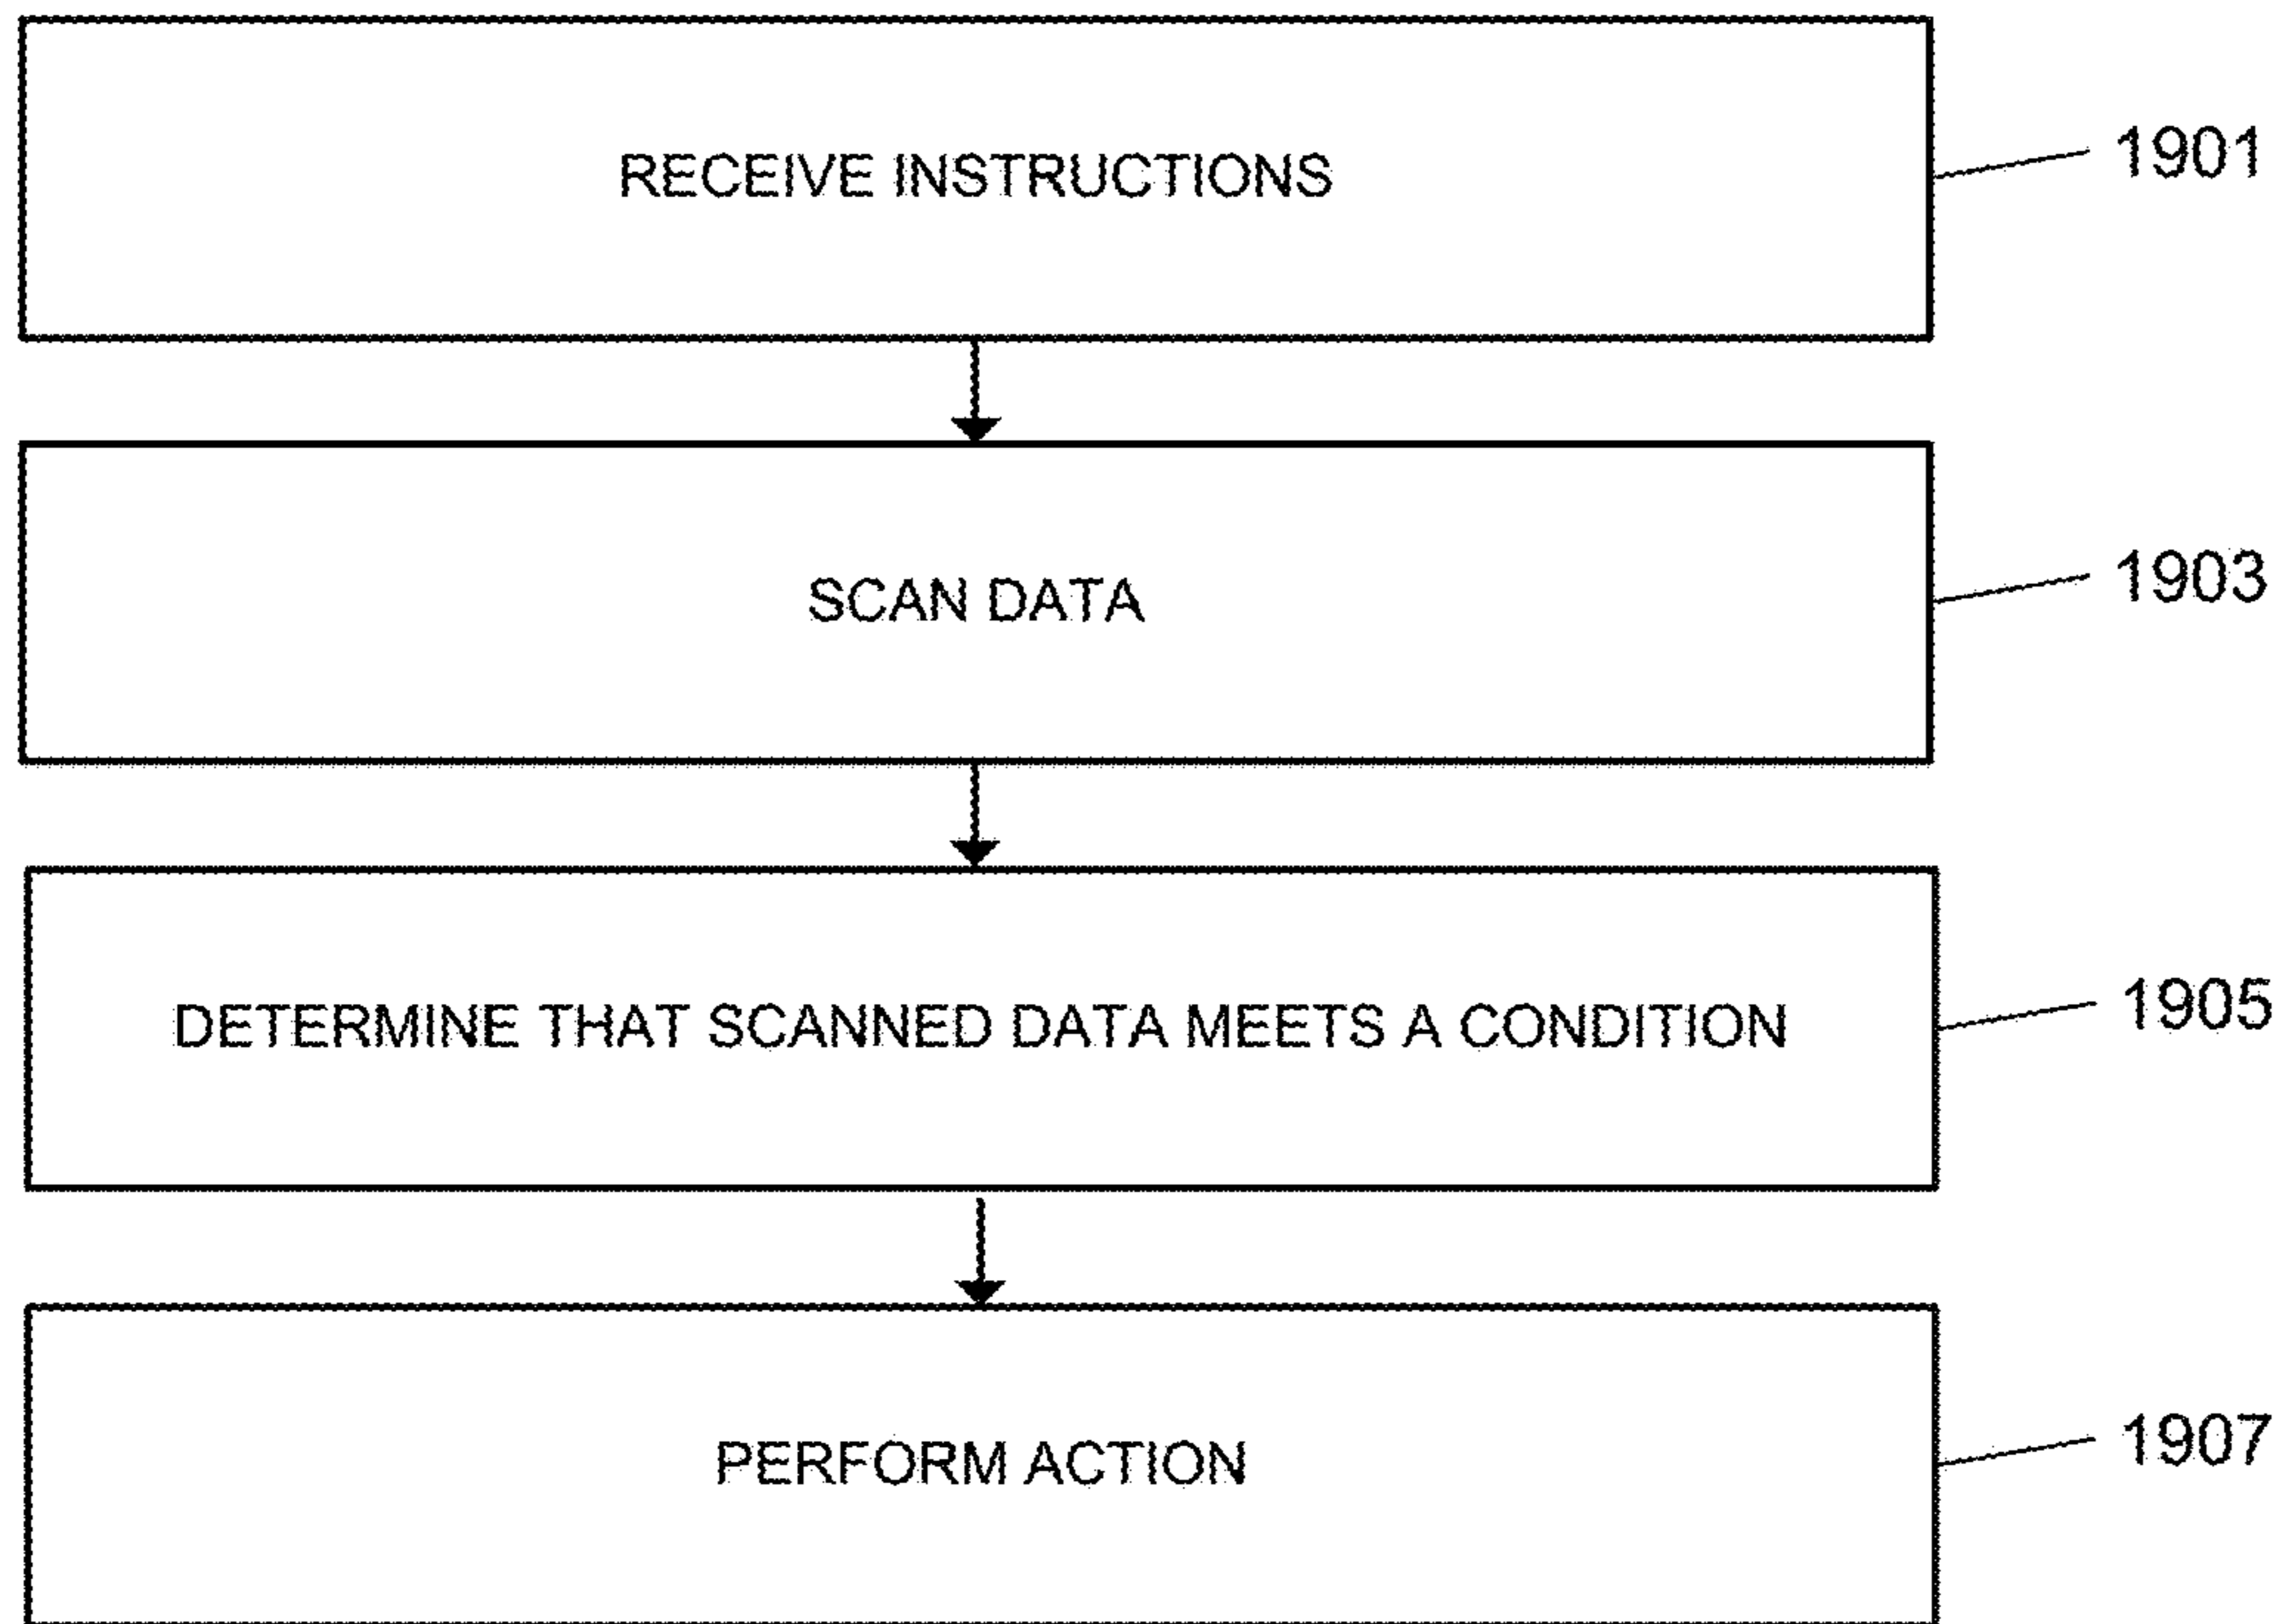 RECEIVE INSTRUCTIONS
1901
SCAN DATA
1903
DETERMINE THAT SCANNED DATA MEETS A CONDITION
1905
PERFORM ACTION
1907